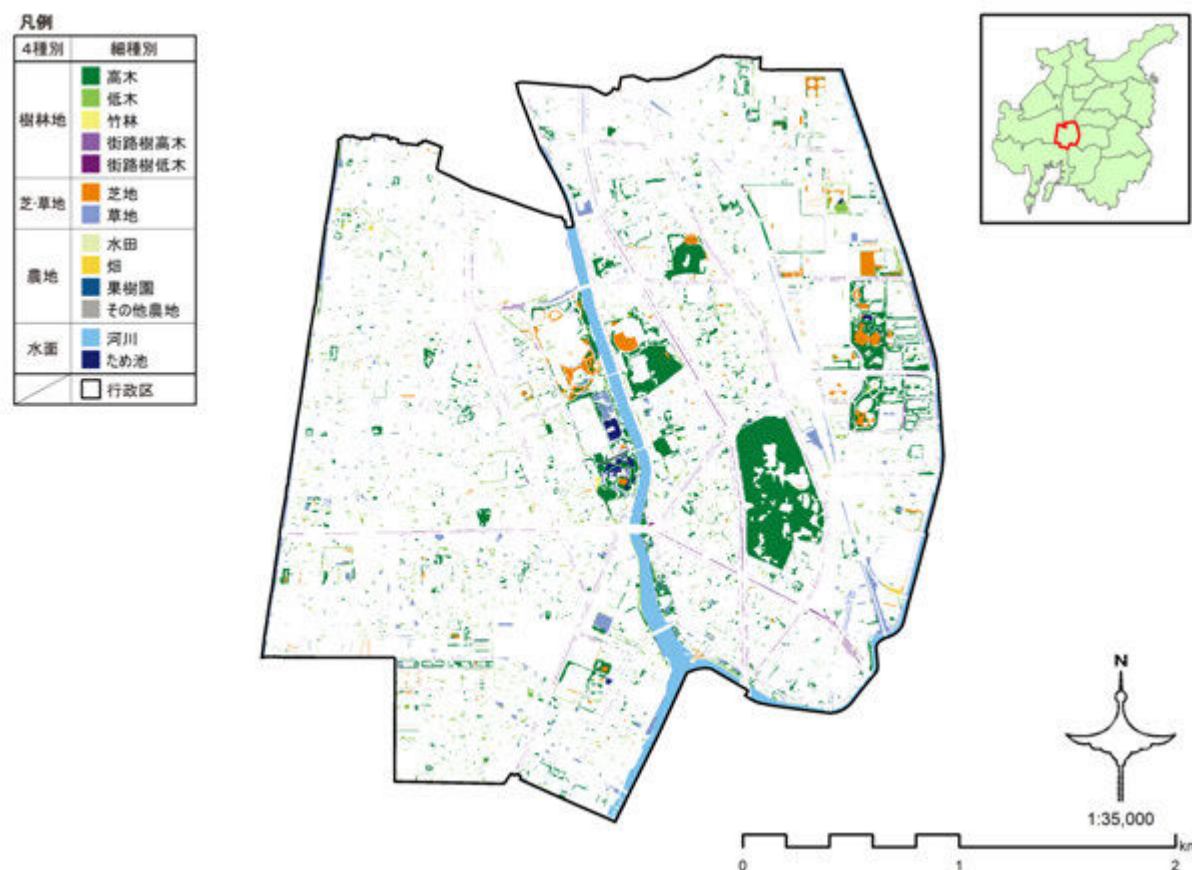 凡例
4種別 細種別
樹林地
高木
低木
竹林
街路樹高木
街路樹低木
芝・草地
芝地
草地
農地
水田
畑
果樹園
その他農地
水面
河川
ため池
行政区
N
1:35,000
0 1 2
km